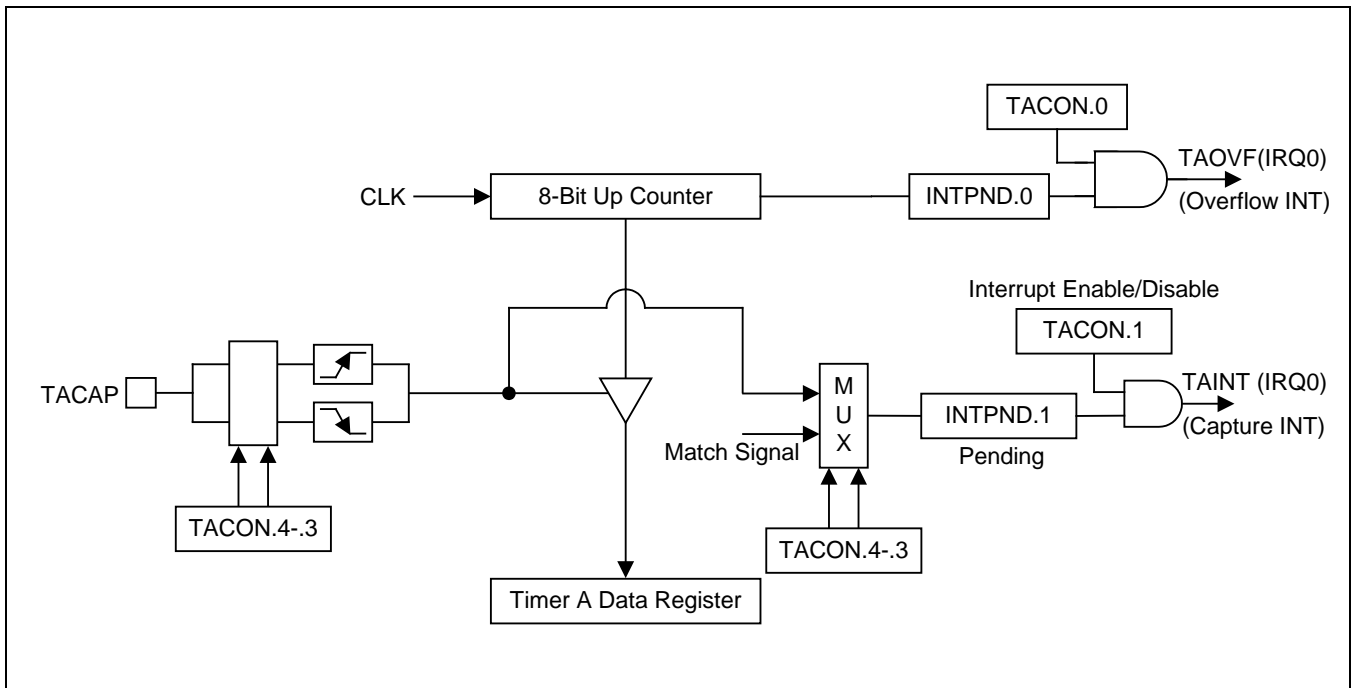 TACON.0
TAOVF(IRQ0)
(Overflow INT)
CLK
8-Bit Up Counter
INTPND.0
Interrupt Enable/Disable
TACON.1
TACAP
M
U
X
Match Signal
INTPND.1
Pending
TAINT (IRQ0)
(Capture INT)
TACON.4-.3
TACON.4-.3
Timer A Data Register